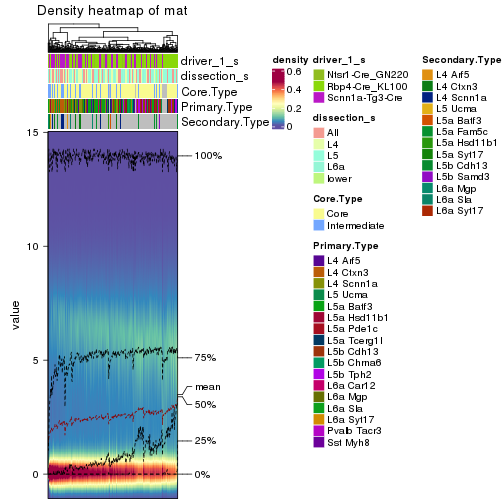 Density heatmap of mat
driver_1_s
dissection_s
Core.Type
Primary.Type
Secondary.Type
value
15
10
5
0
100%
75%
mean
50%
25%
0%
density
0.6
0.4
0.2
0
driver_1_s
Ntsr1-Cre_GN220
Rbp4-Cre_KL100
Scnn1a-Tg3-Cre
dissection_s
All
L4
L5
L6a
lower
Core.Type
Core
Intermediate
Primary.Type
L4 Arf5
L4 Ctxn3
L4 Scnn1a
L5 Ucma
L5a Batf3
L5a Hsd11b1
L5a Pde1c
L5a Tcerg1l
L5b Cdh13
L5b Chrna6
L5b Tph2
L6a Car12
L6a Mgp
L6a Sla
L6a Syt17
Pvalb Tacr3
Sst Myh8
Secondary.Type
L4 Arf5
L4 Ctxn3
L4 Scnn1a
L5 Ucma
L5a Batf3
L5a Fam5c
L5a Hsd11b1
L5a Syt17
L5b Cdh13
L5b Samd3
L6a Mgp
L6a Sla
L6a Syt17